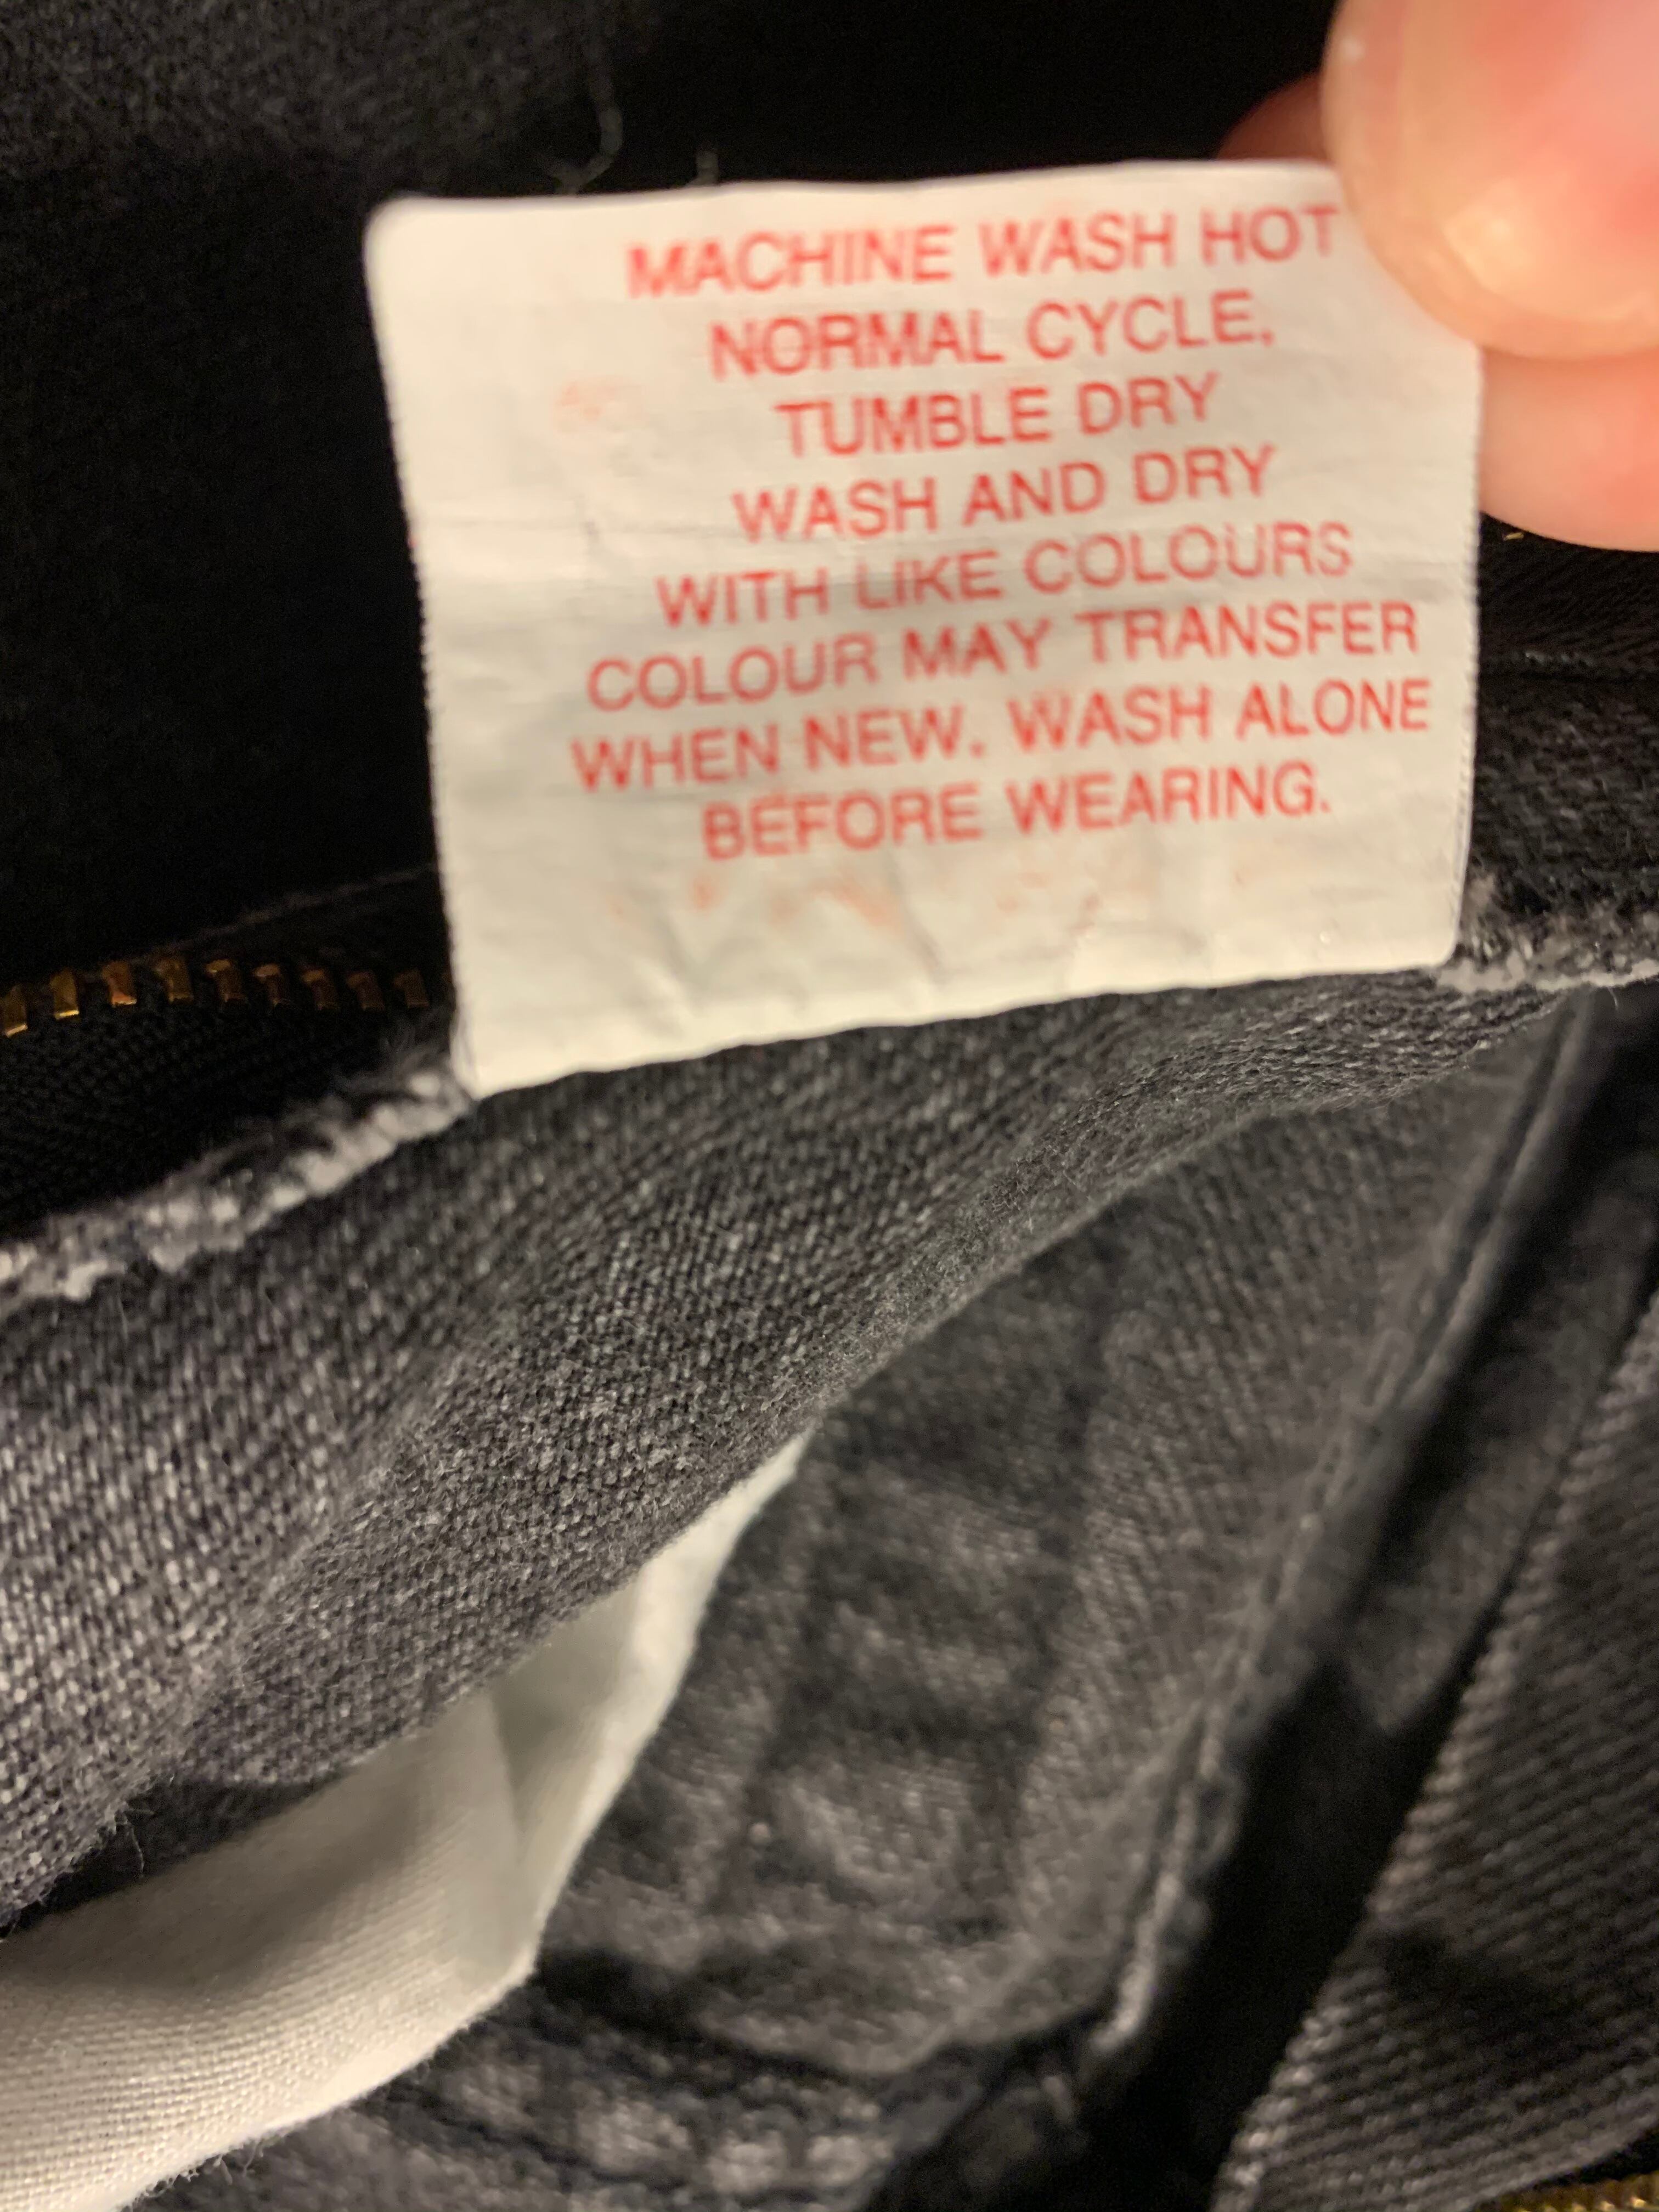 MACHINE WASH HOT
NORMAL CYCLE,
TUMBLE DRY
WASH AND DRY
WITH LIKE COLOURS
COLOUR MAY TRANSFER
WHEN NEW. WASH ALONE
BEFORE WEARING.